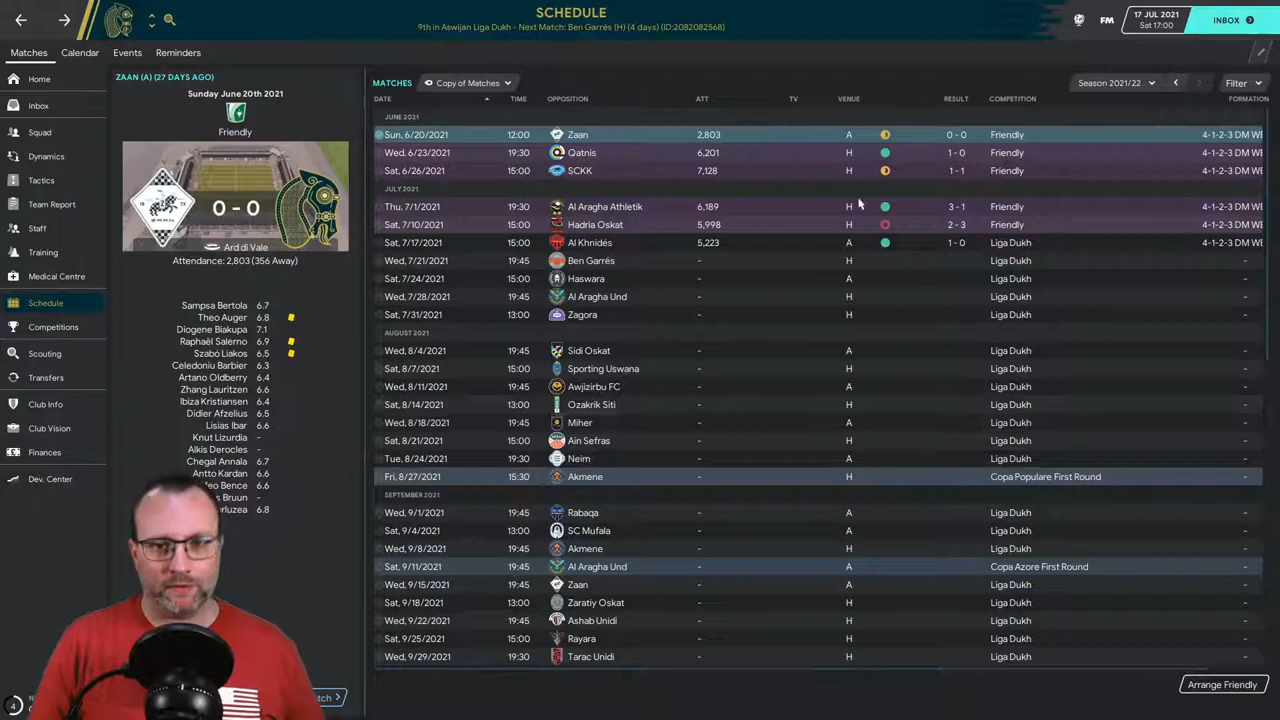 SCHEDULE
9th in Aswijan Liga Dukh - Next Match: Ben Garrés (H) (4 days) (ID:2082082568)
FM
17 JUL 2021
Sat 17:00
INBOX
Matches Calendar Events Reminders
Home
Inbox
Squad
Dynamics
Tactics
Team Report
Staff
Training
Medical Centre
Schedule
Competitions
Scouting
Transfers
Club Info
Club Vision
Finances
Dev. Center
4
ZAAN (A) (27 DAYS AGO)
Sunday June 20th 2021
Friendly
ZAAN
0 - 0
Ard di Vale
Attendance: 2,803 (356 Away)
Sampsa Bertola 6.7
Theo Auger 6.8
Diogene Biakupa 7.1
Raphaël Salerno 6.9
Szabó Liakos 6.5
Celedoniu Barbier 6.3
Artano Oldberry 6.4
Zhang Lauritzen 6.6
Ibiza Kristiansen 6.4
Didier Afzelius 6.5
Lisias Ibar 6.6
Knut Lizurdia -
Alkis Derocles -
Chegal Annala 6.7
Antto Kardan 6.6
Bence 6.6
Bruun -
6.8
MATCHES Copy of Matches Season 2021/22 Filter
DATE TIME OPPOSITION ATT TV VENUE RESULT COMPETITION FORMATION
JUNE 2021
Sun, 6/20/2021 12:00 Zaan 2,803 A 0 - 0 Friendly 4-1-2-3 DM WE
Wed, 6/23/2021 19:30 Qatnis 6,201 H 1 - 0 Friendly 4-1-2-3 DM WE
Sat, 6/26/2021 15:00 SCKK 7,128 H 1 - 1 Friendly 4-1-2-3 DM WE
JULY 2021
Thu, 7/1/2021 19:30 Al Aragha Athletik 6,189 H 3 - 1 Friendly 4-1-2-3 DM WE
Sat, 7/10/2021 15:00 Hadria Oskat 5,998 H 2 - 3 Friendly 4-1-2-3 DM WE
Sat, 7/17/2021 15:00 Al Khnidès 5,223 A 1 - 0 Liga Dukh 4-1-2-3 DM WE
Wed, 7/21/2021 19:45 Ben Garrés - H Liga Dukh -
Sat, 7/24/2021 15:00 Haswara - A Liga Dukh -
Wed, 7/28/2021 19:45 Al Aragha Und - H Liga Dukh -
Sat, 7/31/2021 13:00 Zagora - H Liga Dukh -
AUGUST 2021
Wed, 8/4/2021 19:45 Sidi Oskat - A Liga Dukh -
Sat, 8/7/2021 15:00 Sporting Uswana - H Liga Dukh -
Wed, 8/11/2021 19:45 Awjizirbu FC - A Liga Dukh -
Sat, 8/14/2021 13:00 Ozakrik Siti - H Liga Dukh -
Wed, 8/18/2021 19:45 Miher - A Liga Dukh -
Sat, 8/21/2021 15:00 Aïn Sefras - H Liga Dukh -
Tue, 8/24/2021 19:30 Neim - A Liga Dukh -
Fri, 8/27/2021 15:30 Akmene - H Copa Populare First Round -
SEPTEMBER 2021
Wed, 9/1/2021 19:45 Rabaqa - A Liga Dukh -
Sat, 9/4/2021 13:00 SC Mufala - A Liga Dukh -
Wed, 9/8/2021 19:45 Akmene - H Liga Dukh -
Sat, 9/11/2021 19:45 Al Aragha Und - A Copa Azore First Round -
Wed, 9/15/2021 19:45 Zaan - A Liga Dukh -
Sat, 9/18/2021 13:00 Zaratiy Oskat - H Liga Dukh -
Wed, 9/22/2021 19:45 Ashab Unidi - A Liga Dukh -
Sat, 9/25/2021 15:00 Rayara - H Liga Dukh -
Wed, 9/29/2021 19:30 Tarac Unidi - H Liga Dukh -
Arrange Friendly